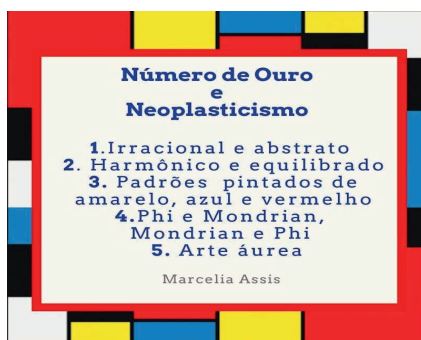 Número de Ouro
e
Neoplasticismo
1.Irracional e abstrato
2. Harmônico e equilibrado
3. Padrões pintados de
amarelo, azul e vermelho
4.Phi e Mondrian,
Mondrian e Phi
5. Arte áurea
Marcelia Assis